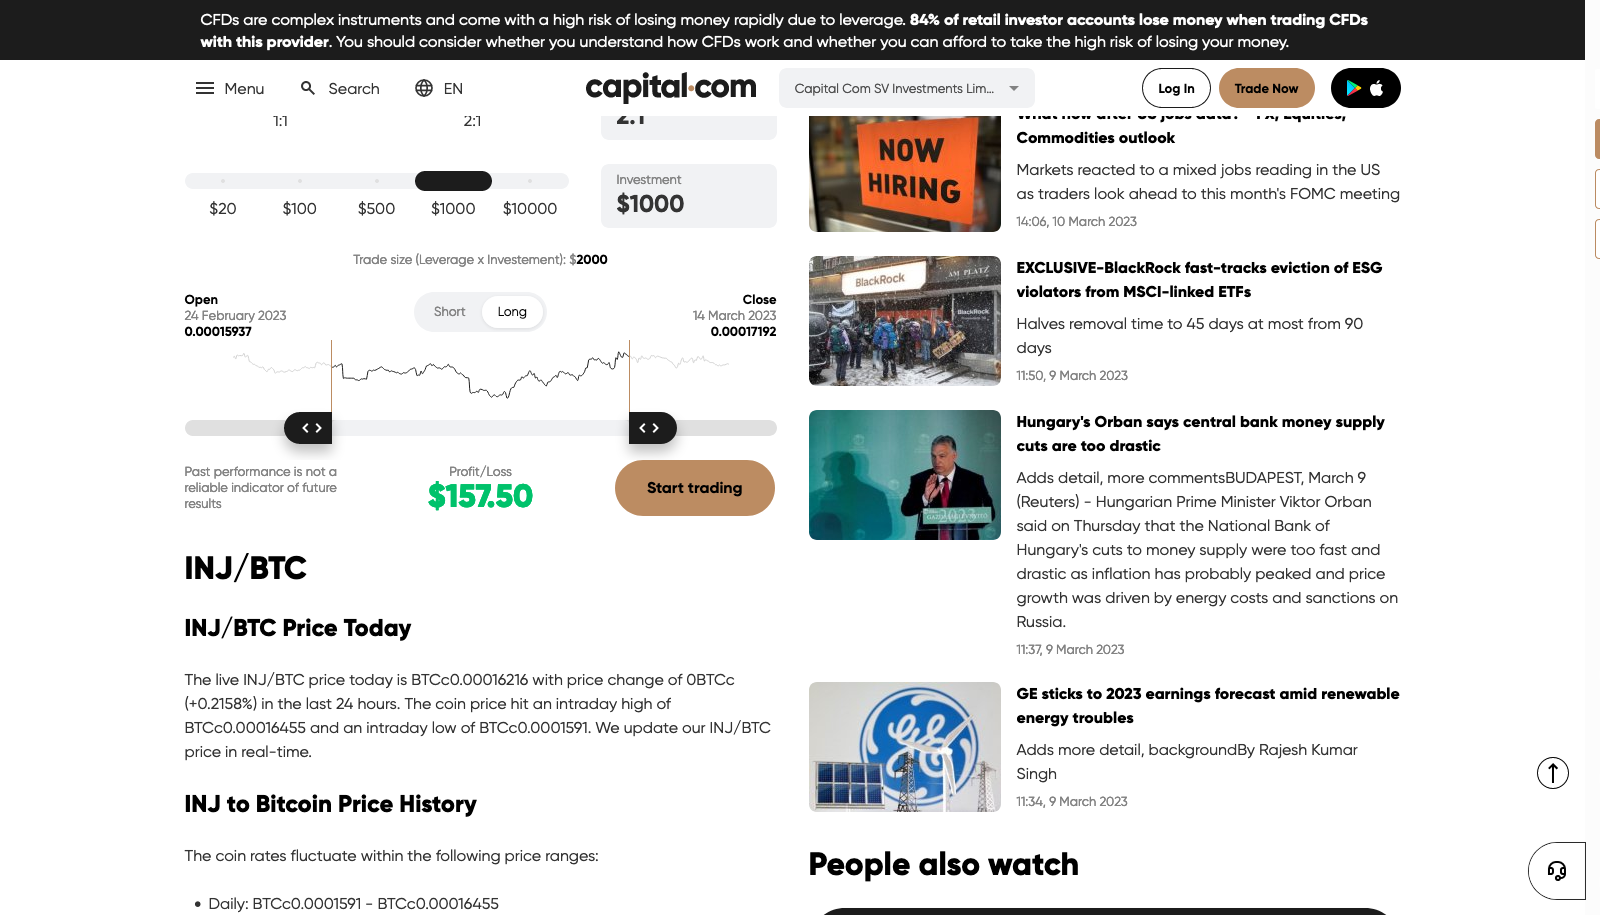 CFDs are complex instruments and come with a high risk of losing money rapidly due to leverage. 84% of retail investor accounts lose money when trading CFDs
with this provider. You should consider whether you understand how CFDs work and whether you can afford to take the high risk of losing your money.
Menu
Search
EN
capital.com
Capital Com SV Investments Lim...
Log In
Trade Now
1:1
2:1
2:1
$20
$100
$500
$1000
$10000
Investment
$1000
Trade size (Leverage x Investement): $2000
Open
24 February 2023
0.00015937
Short
Long
Close
14 March 2023
0.00017192
Past performance is not a
reliable indicator of future
results
Profit/Loss
$157.50
Start trading
INJ/BTC
INJ/BTC Price Today
The live INJ/BTC price today is BTCc0.00016216 with price change of 0BTCc
(+0.2158%) in the last 24 hours. The coin price hit an intraday high of
BTCc0.00016455 and an intraday low of BTCc0.0001591. We update our INJ/BTC
price in real-time.
INJ to Bitcoin Price History
The coin rates fluctuate within the following price ranges:
• Daily: BTCc0.0001591 - BTCc0.00016455
NOW
HIRING
What now after US jobs data? - FX, Equities,
Commodities outlook
Markets reacted to a mixed jobs reading in the US
as traders look ahead to this month's FOMC meeting
14:06, 10 March 2023
BlackRock
AM PLATZ
BlackRock
EXCLUSIVE-BlackRock fast-tracks eviction of ESG
violators from MSCI-linked ETFs
Halves removal time to 45 days at most from 90
days
11:50, 9 March 2023
2023
Hungary's Orban says central bank money supply
cuts are too drastic
Adds detail, more commentsBUDAPEST, March 9
(Reuters) - Hungarian Prime Minister Viktor Orban
said on Thursday that the National Bank of
Hungary's cuts to money supply were too fast and
drastic as inflation has probably peaked and price
growth was driven by energy costs and sanctions on
Russia.
11:37, 9 March 2023
GE sticks to 2023 earnings forecast amid renewable
energy troubles
Adds more detail, backgroundBy Rajesh Kumar
Singh
11:34, 9 March 2023
People also watch